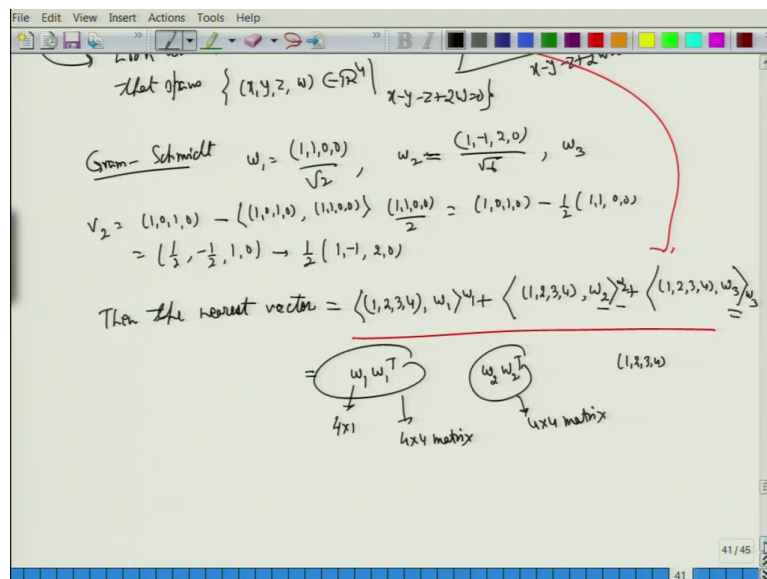 File Edit View Insert Actions Tools Help
B I
that spans { (x,y,z,w) ∈ ℝ⁴ | x-y-z+2w=0 }
x-y-z+2w=0
Gram-Schmidt w₁ = (1,1,0,0)/√2 , w₂ = (1,-1,2,0)/√6 , w₃
v₂ = (1,0,1,0) - ⟨(1,0,1,0), (1,1,0,0)⟩ (1,1,0,0)/2 = (1,0,1,0) - 1/2 (1,1,0,0)
= (1/2, -1/2, 1, 0) → 1/2 (1,-1,2,0)
Then the nearest vector = ⟨(1,2,3,4), w₁⟩w₁ + ⟨(1,2,3,4), w₂⟩w₂ + ⟨(1,2,3,4), w₃⟩w₃
= w₁w₁ᵀ w₂w₂ᵀ (1,2,3,4)
4x1 4x4 matrix 4x4 matrix
41/45
41